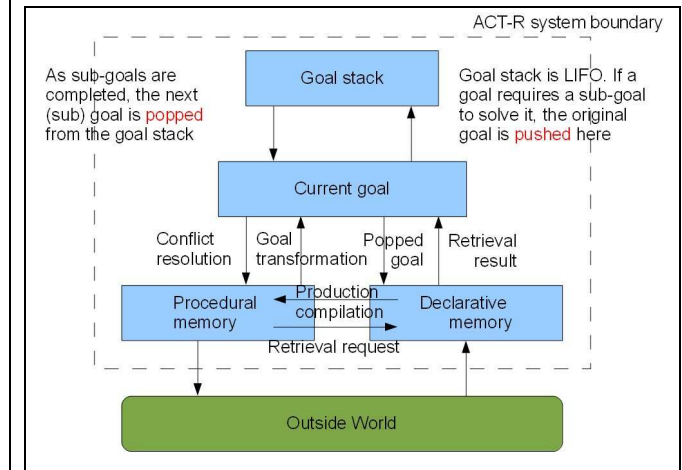 ACT-R system boundary
As sub-goals are
completed, the next
(sub) goal is popped
from the goal stack
Goal stack
Goal stack is LIFO. If a
goal requires a sub-goal
to solve it, the original
goal is pushed here
Current goal
Conflict
resolution
Goal
transformation
Popped
goal
Retrieval
result
Procedural
memory
Production
compilation
Declarative
memory
Retrieval request
Outside World